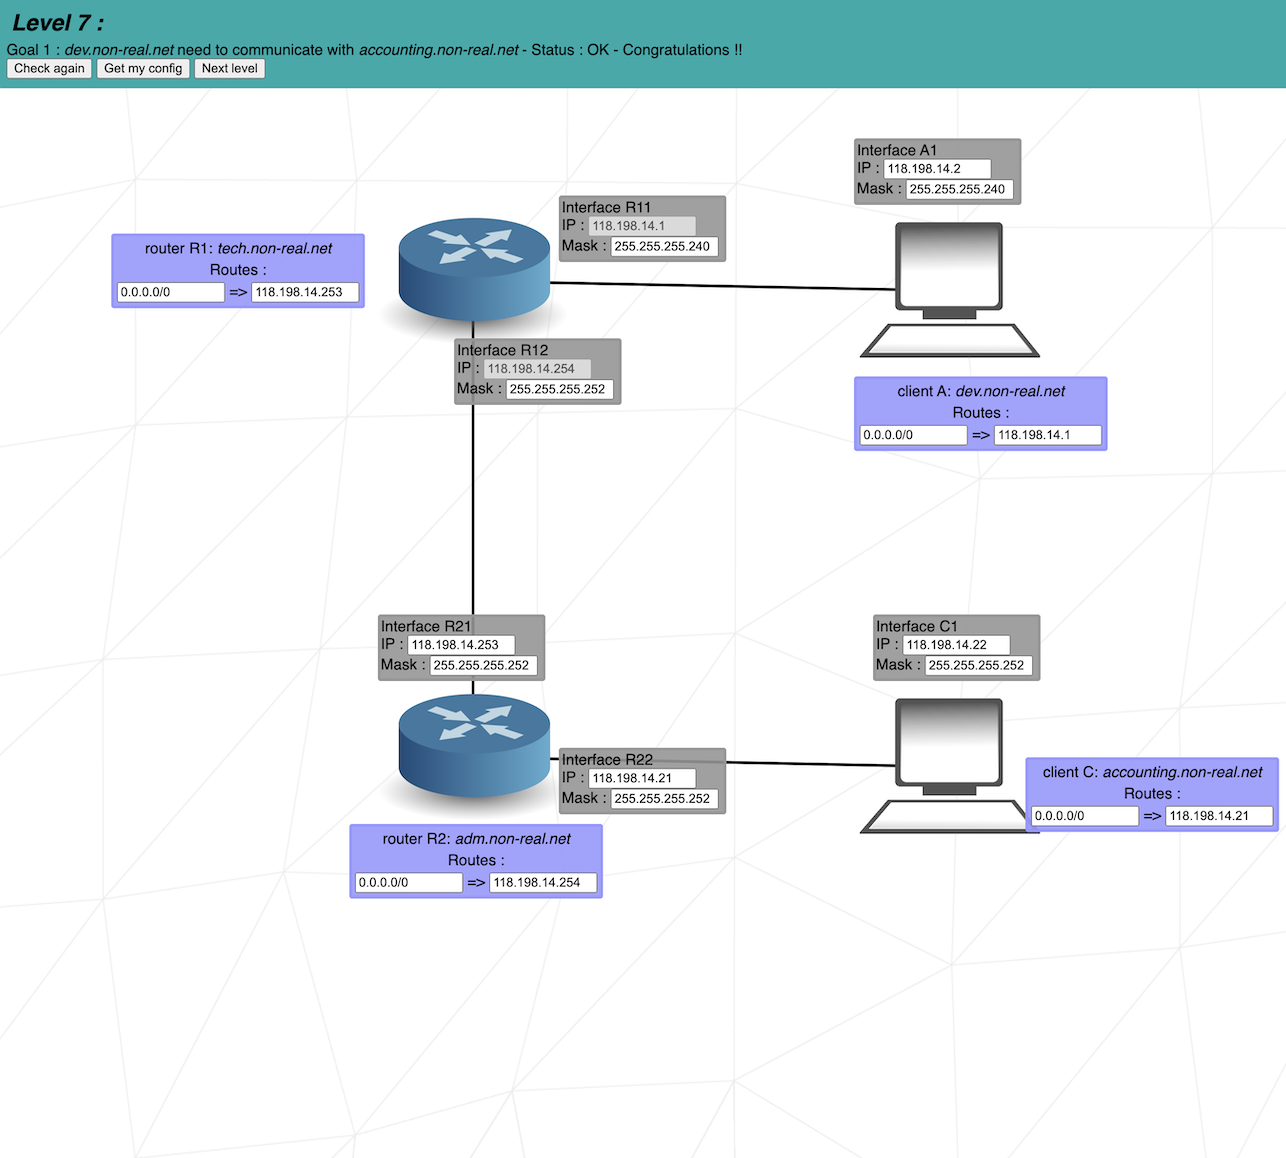 Level 7 :
Goal 1 : dev.non-real.net need to communicate with accounting.non-real.net - Status : OK - Congratulations !!
Check again Get my config Next level
Interface A1
IP : 118.198.14.2
Mask : 255.255.255.240
Interface R11
IP : 118.198.14.1
Mask : 255.255.255.240
router R1: tech.non-real.net
Routes :
0.0.0.0/0 => 118.198.14.253
Interface R12
IP : 118.198.14.254
Mask : 255.255.255.252
client A: dev.non-real.net
Routes :
0.0.0.0/0 => 118.198.14.1
Interface R21
IP : 118.198.14.253
Mask : 255.255.255.252
Interface C1
IP : 118.198.14.22
Mask : 255.255.255.252
Interface R22
IP : 118.198.14.21
Mask : 255.255.255.252
client C: accounting.non-real.net
Routes :
0.0.0.0/0 => 118.198.14.21
router R2: adm.non-real.net
Routes :
0.0.0.0/0 => 118.198.14.254